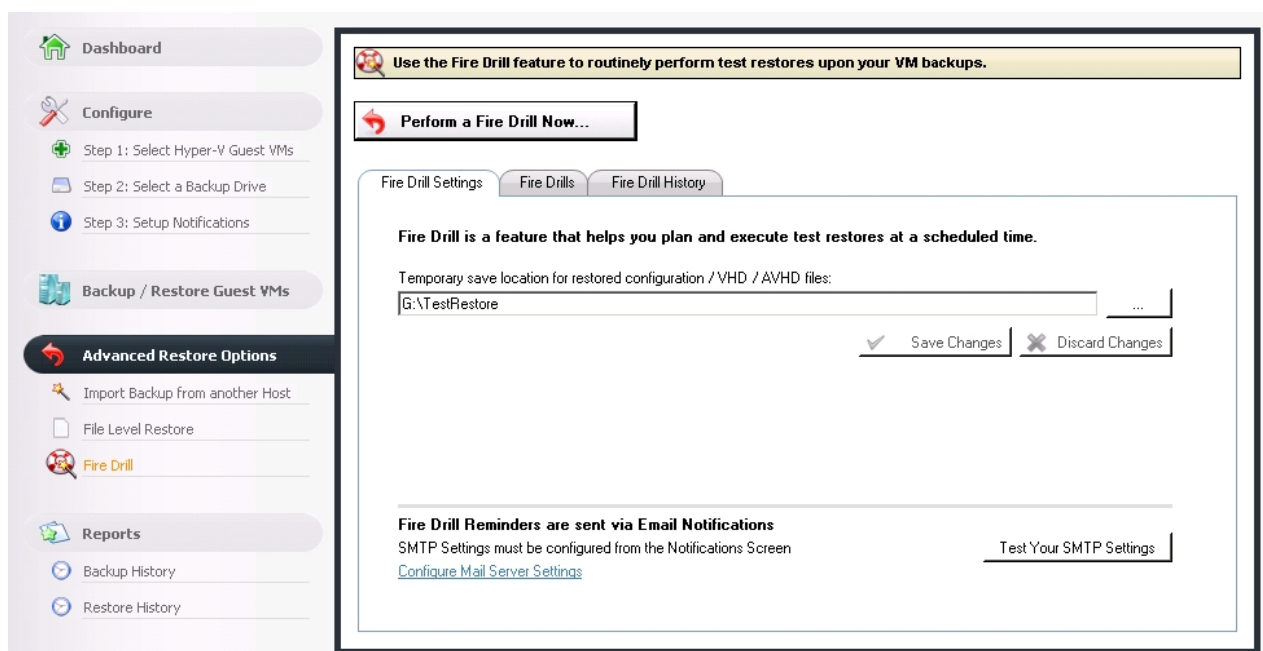 Dashboard
Configure
Step 1: Select Hyper-V Guest VMs
Step 2: Select a Backup Drive
Step 3: Setup Notifications
Backup / Restore Guest VMs
Advanced Restore Options
Import Backup from another Host
File Level Restore
Fire Drill
Reports
Backup History
Restore History
Use the Fire Drill feature to routinely perform test restores upon your VM backups.
Perform a Fire Drill Now...
Fire Drill Settings
Fire Drills
Fire Drill History
Fire Drill is a feature that helps you plan and execute test restores at a scheduled time.
Temporary save location for restored configuration / VHD / AVHD files:
G:\TestRestore
...
Save Changes
Discard Changes
Fire Drill Reminders are sent via Email Notifications
SMTP Settings must be configured from the Notifications Screen
Test Your SMTP Settings
Configure Mail Server Settings